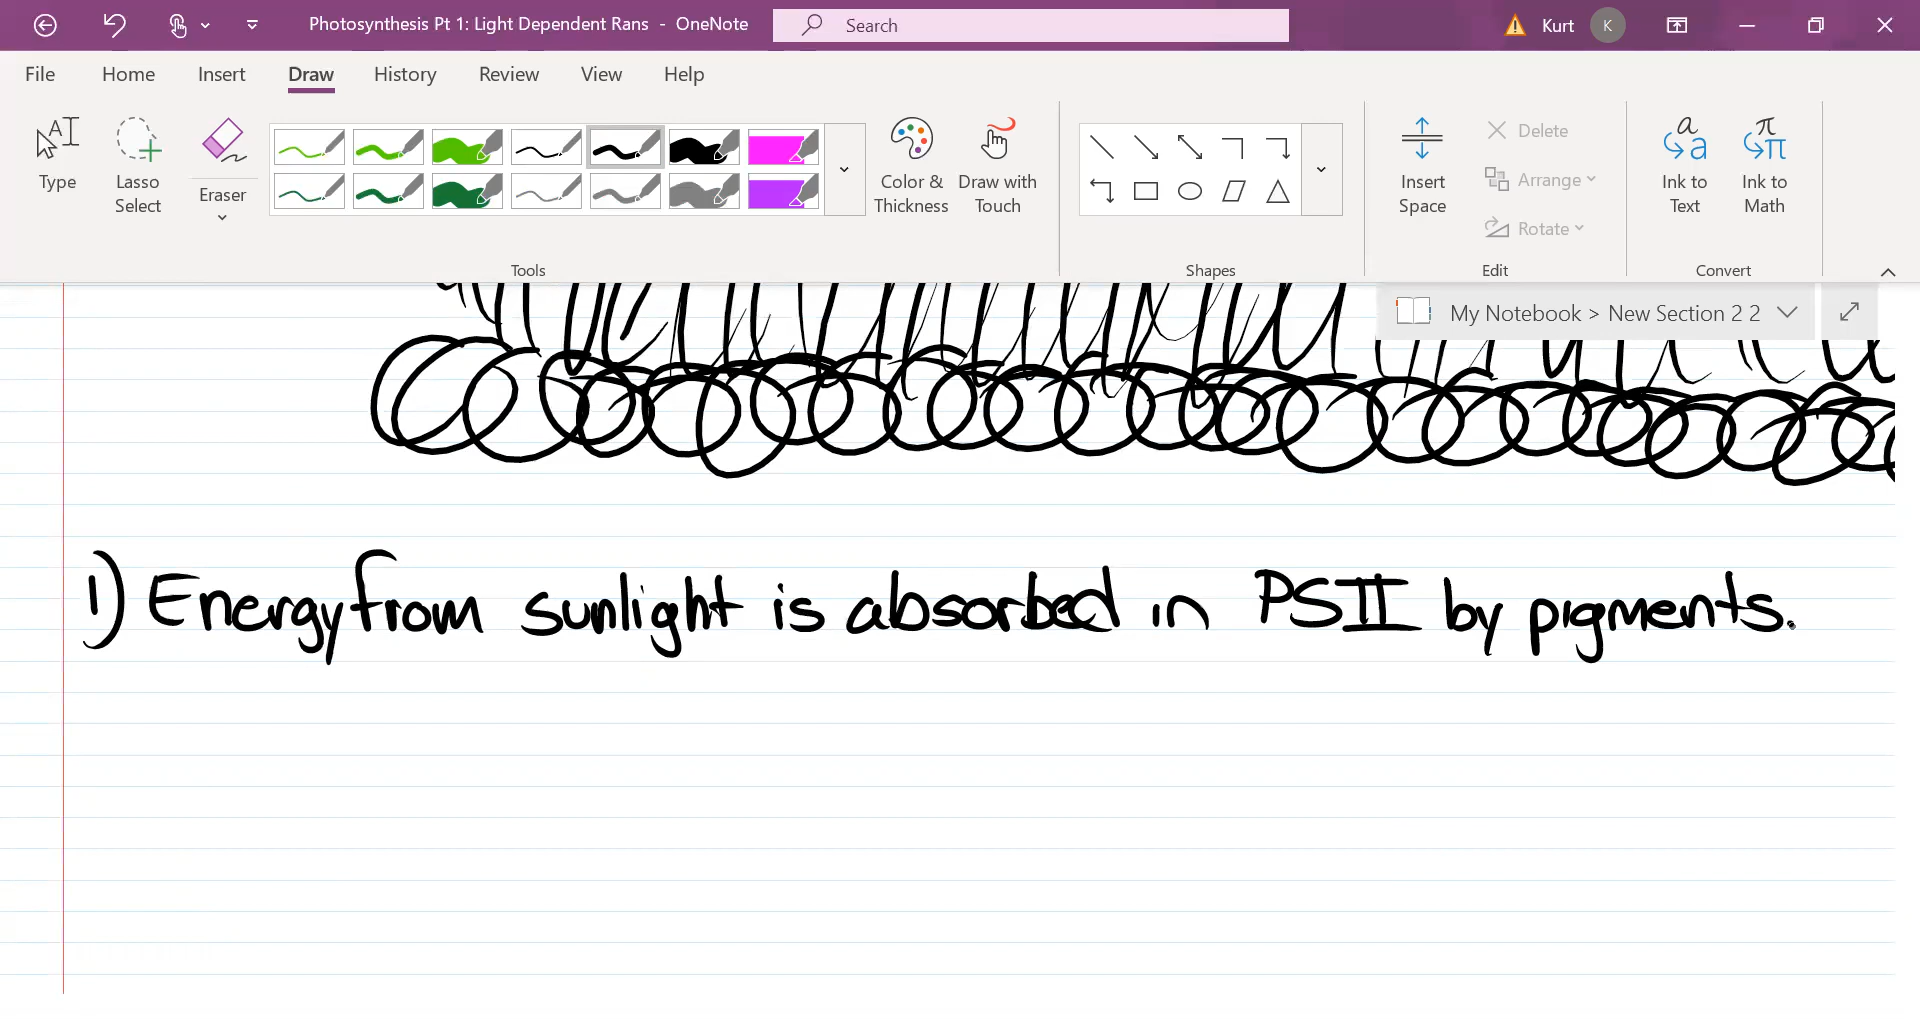 Photosynthesis Pt 1: Light Dependent Rans - OneNote
Search
Kurt
K
File Home Insert Draw History Review View Help
Type
Lasso Select
Eraser
Color & Thickness
Draw with Touch
Insert Space
Delete
Arrange
Rotate
Ink to Text
Ink to Math
Tools
Shapes
Edit
Convert
My Notebook > New Section 2 2
1) Energy from sunlight is absorbed in PSII by pigments.